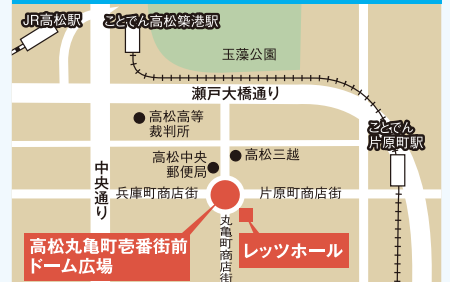 JR高松駅
ことでん高松築港駅
玉藻公園
瀬戸大橋通り
高松高等
裁判所
ことでん
片原町駅
高松中央
郵便局
高松三越
中央通り
兵庫町商店街
片原町商店街
丸亀町商店街
高松丸亀町壱番街前
ドーム広場
レッツホール